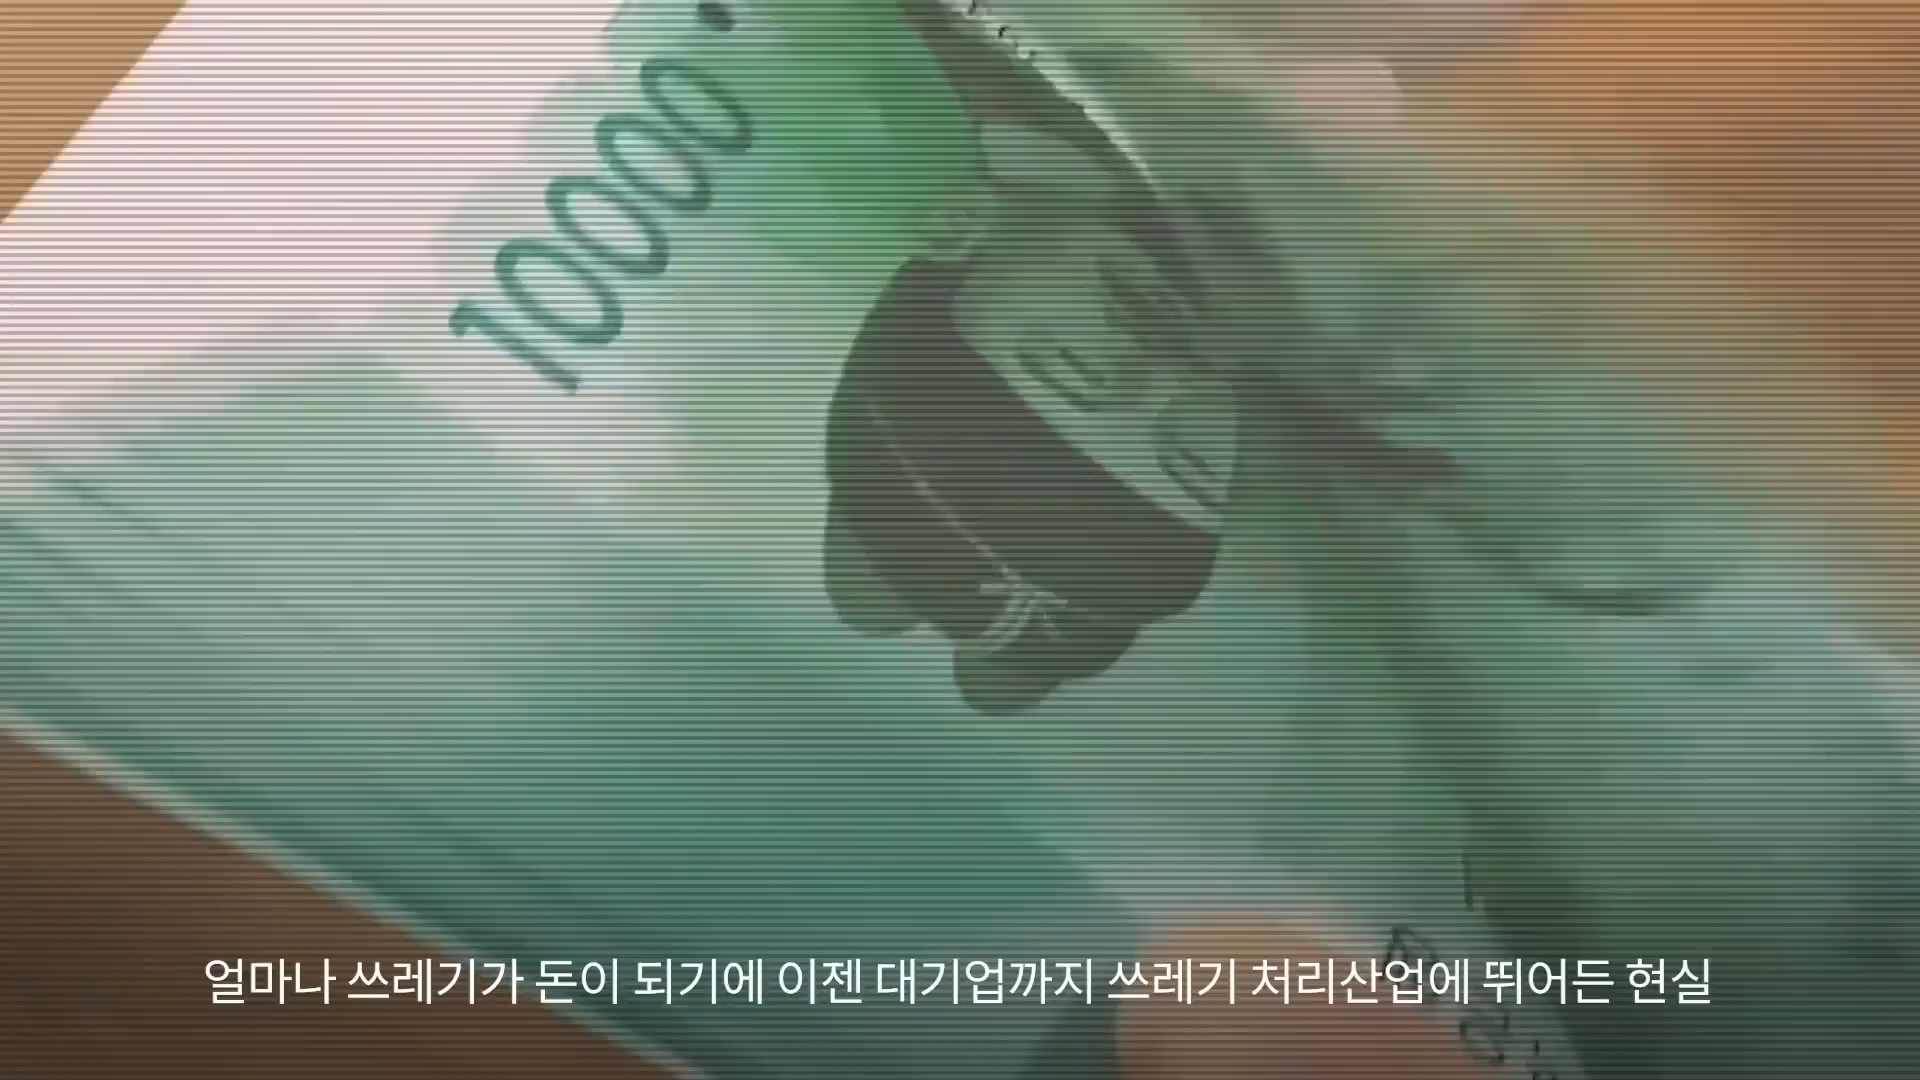 10000
얼마나 쓰레기가 돈이 되기에 이젠 대기업까지 쓰레기 처리산업에 뛰어든 현실